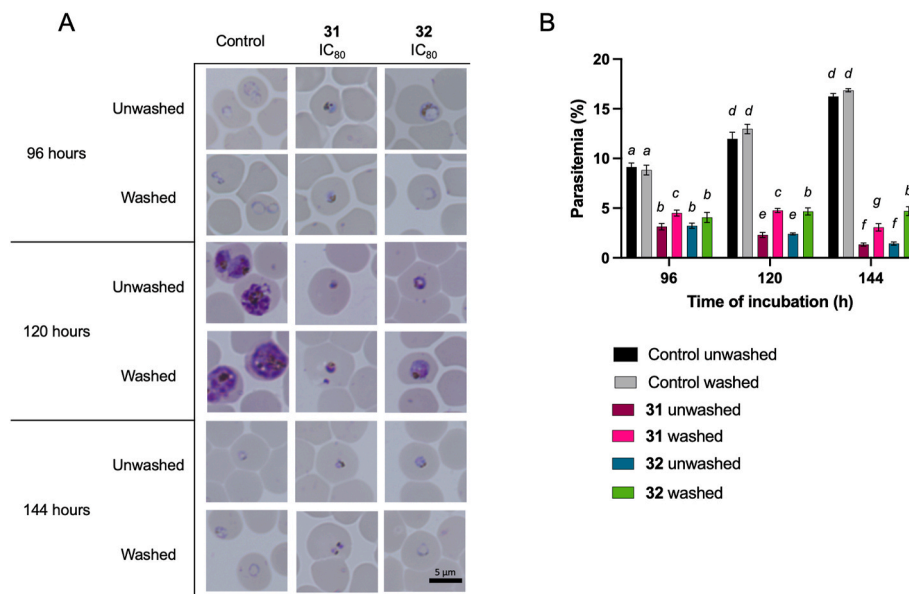 A
Control
31
IC80
32
IC80
96 hours
Unwashed
Washed
120 hours
Unwashed
Washed
144 hours
Unwashed
Washed
5 µm
B
Parasitemia (%)
20
15
10
5
0
a a b c b b
d d e c e b
d d f g f b
96 120 144
Time of incubation (h)
Control unwashed
Control washed
31 unwashed
31 washed
32 unwashed
32 washed